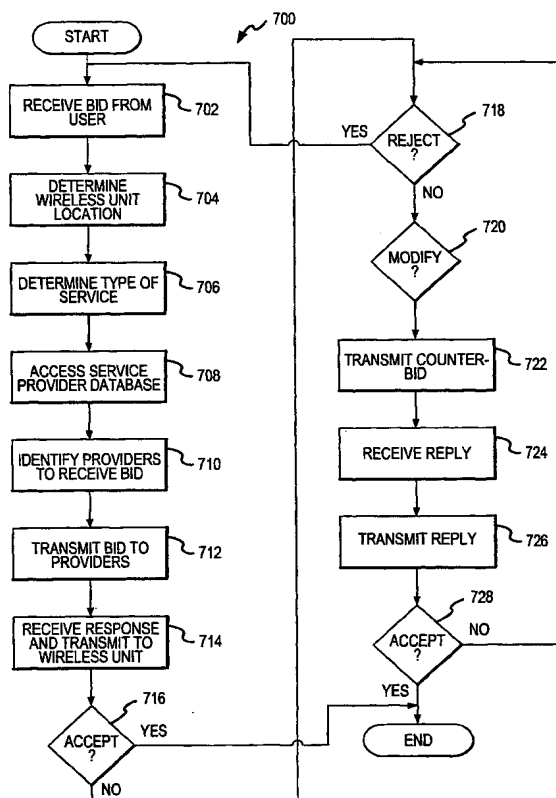 START
700
RECEIVE BID FROM
USER
702
DETERMINE
WIRELESS UNIT
LOCATION
704
DETERMINE TYPE OF
SERVICE
706
ACCESS SERVICE
PROVIDER DATABASE
708
IDENTIFY PROVIDERS
TO RECEIVE BID
710
TRANSMIT BID TO
PROVIDERS
712
RECEIVE RESPONSE
AND TRANSMIT TO
WIRELESS UNIT
714
716
ACCEPT
?
YES
NO
718
YES
REJECT
?
NO
720
MODIFY
?
TRANSMIT COUNTER-
BID
722
RECEIVE REPLY
724
TRANSMIT REPLY
726
728
ACCEPT
?
NO
YES
END